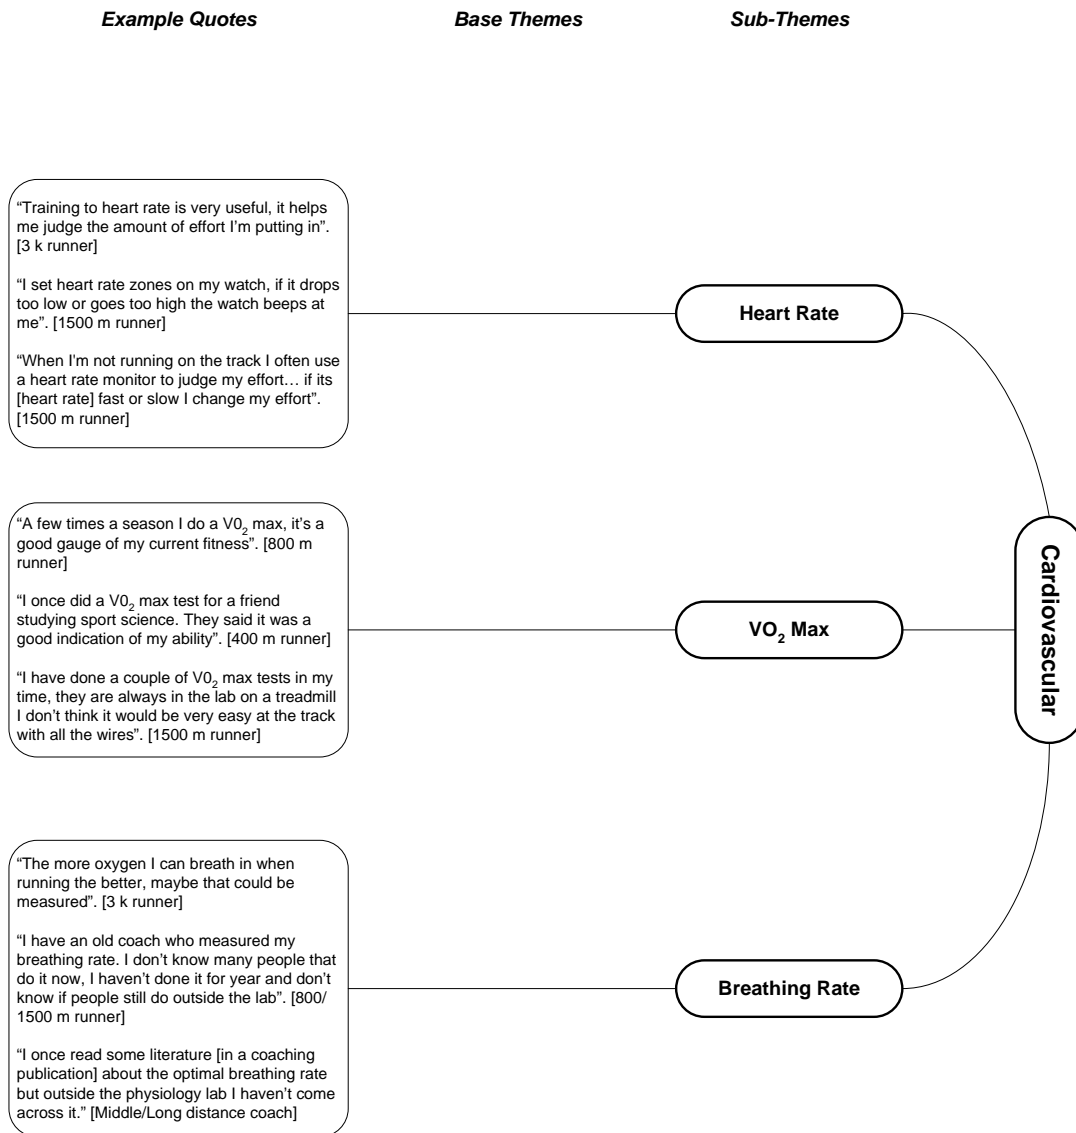 Example Quotes Base Themes Sub-Themes
“Training to heart rate is very useful, it helps
me judge the amount of effort I’m putting in”.
[3 k runner]
“I set heart rate zones on my watch, if it drops
too low or goes too high the watch beeps at
me”. [1500 m runner]
“When I'm not running on the track I often use
a heart rate monitor to judge my effort… if its
[heart rate] fast or slow I change my effort”.
[1500 m runner]
Heart Rate
“A few times a season I do a V0₂ max, it’s a
good gauge of my current fitness”. [800 m
runner]
“I once did a V0₂ max test for a friend
studying sport science. They said it was a
good indication of my ability”. [400 m runner]
“I have done a couple of V0₂ max tests in my
time, they are always in the lab on a treadmill
I don’t think it would be very easy at the track
with all the wires”. [1500 m runner]
VO₂ Max
Cardiovascular
“The more oxygen I can breath in when
running the better, maybe that could be
measured”. [3 k runner]
“I have an old coach who measured my
breathing rate. I don’t know many people that
do it now, I haven’t done it for year and don’t
know if people still do outside the lab”. [800/
1500 m runner]
“I once read some literature [in a coaching
publication] about the optimal breathing rate
but outside the physiology lab I haven’t come
across it.” [Middle/Long distance coach]
Breathing Rate